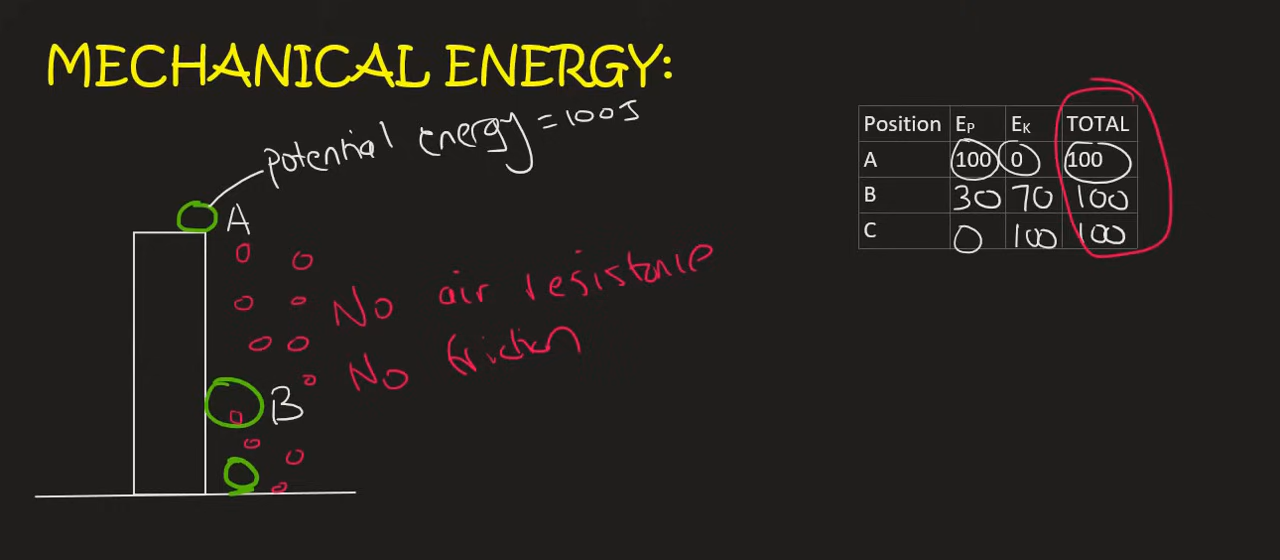 MECHANICAL ENERGY:
potential energy = 100J
A
No air resistance
No friction
B
Position EP EK TOTAL
A 100 0 100
B 30 70 100
C 0 100 100